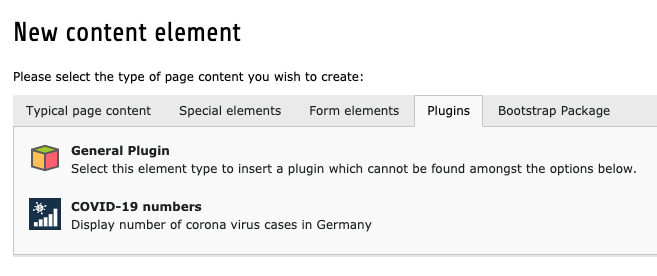 New content element
Please select the type of page content you wish to create:
Typical page content Special elements Form elements Plugins Bootstrap Package
General Plugin
Select this element type to insert a plugin which cannot be found amongst the options below.
COVID-19 numbers
Display number of corona virus cases in Germany